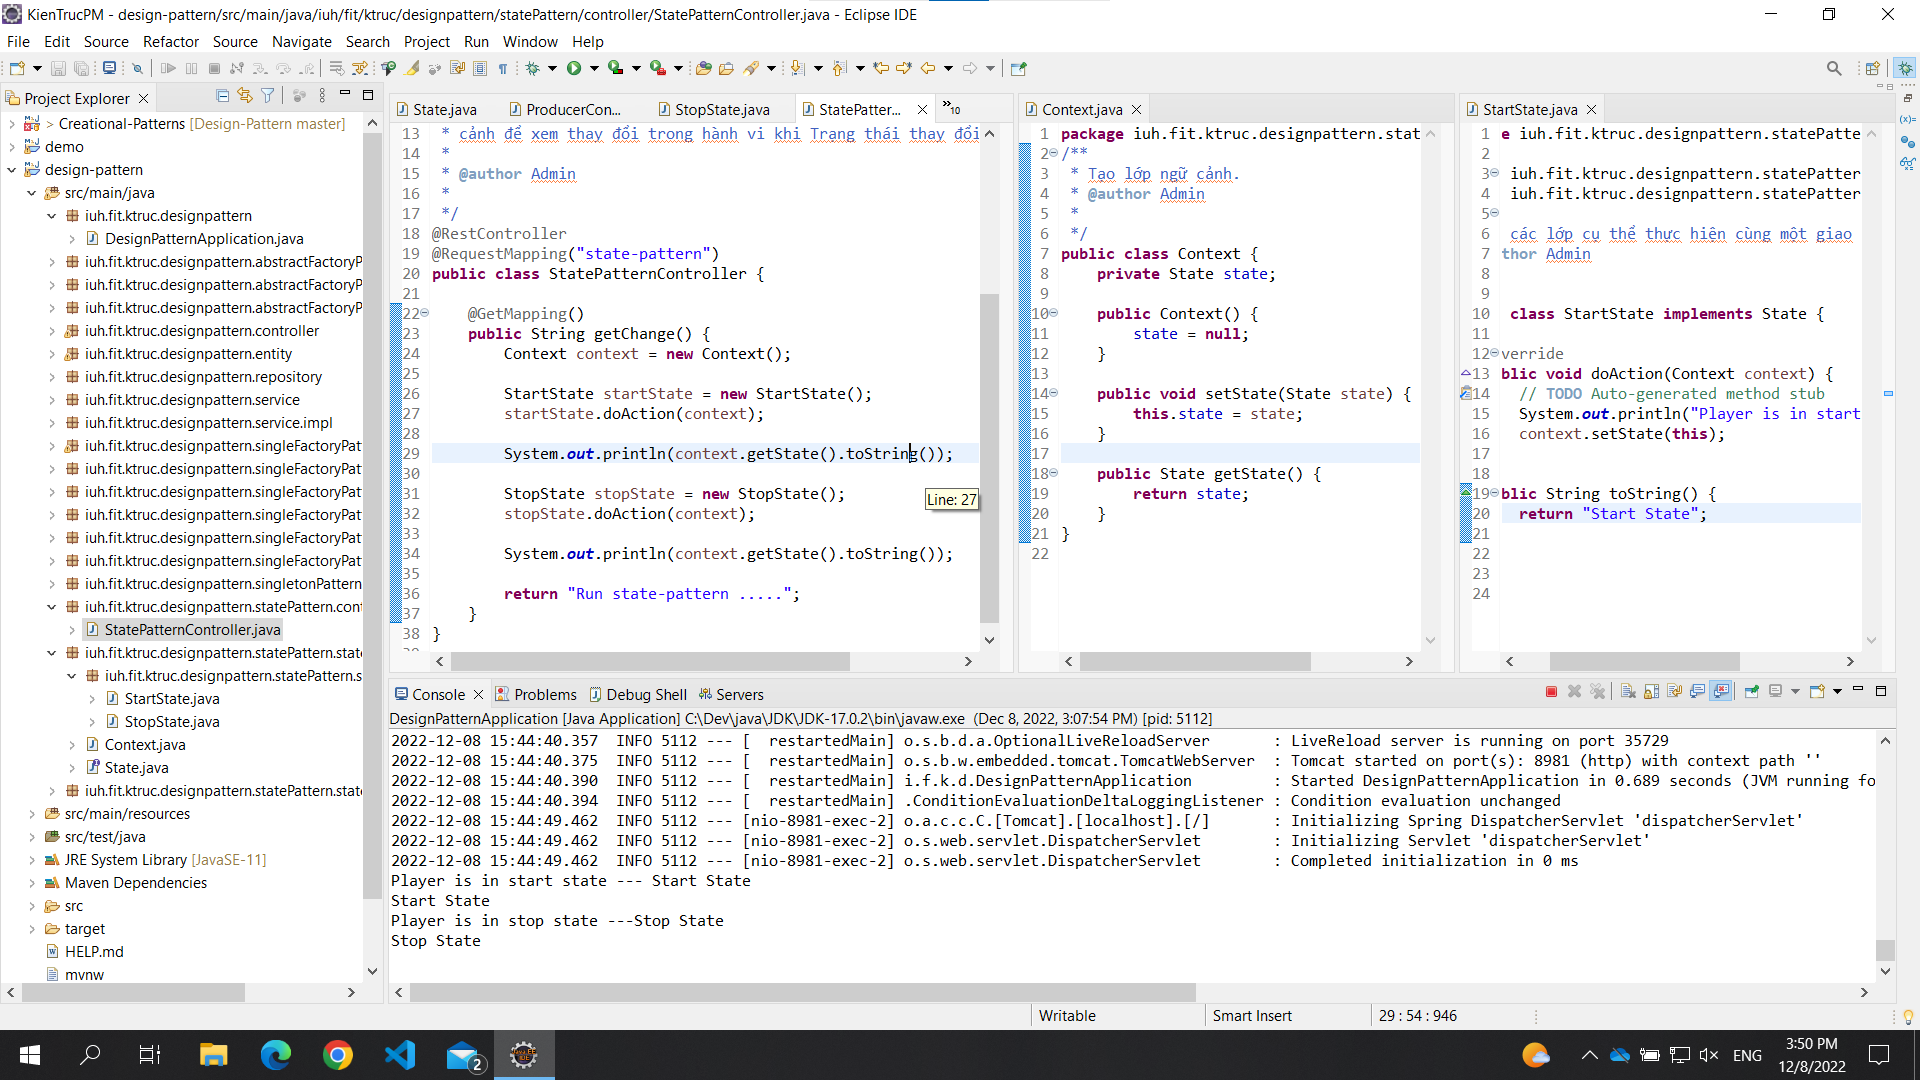 KienTrucPM - design-pattern/src/main/java/iuh/fit/ktruc/designpattern/statePattern/controller/StatePatternController.java - Eclipse IDE
File Edit Source Refactor Source Navigate Search Project Run Window Help
Project Explorer
> Creational-Patterns [Design-Pattern master]
demo
design-pattern
src/main/java
iuh.fit.ktruc.designpattern
DesignPatternApplication.java
iuh.fit.ktruc.designpattern.abstractFactoryP
iuh.fit.ktruc.designpattern.abstractFactoryP
iuh.fit.ktruc.designpattern.abstractFactoryP
iuh.fit.ktruc.designpattern.controller
iuh.fit.ktruc.designpattern.entity
iuh.fit.ktruc.designpattern.repository
iuh.fit.ktruc.designpattern.service
iuh.fit.ktruc.designpattern.service.impl
iuh.fit.ktruc.designpattern.singleFactoryPat
iuh.fit.ktruc.designpattern.singleFactoryPat
iuh.fit.ktruc.designpattern.singleFactoryPat
iuh.fit.ktruc.designpattern.singleFactoryPat
iuh.fit.ktruc.designpattern.singleFactoryPat
iuh.fit.ktruc.designpattern.singleFactoryPat
iuh.fit.ktruc.designpattern.singletonPattern
iuh.fit.ktruc.designpattern.statePattern.con
StatePatternController.java
iuh.fit.ktruc.designpattern.statePattern.state
iuh.fit.ktruc.designpattern.statePattern.s
StartState.java
StopState.java
Context.java
State.java
iuh.fit.ktruc.designpattern.statePattern.state
src/main/resources
src/test/java
JRE System Library [JavaSE-11]
Maven Dependencies
src
target
HELP.md
mvnw
State.java ProducerCon... StopState.java StatePatter... »10
13 * cảnh để xem thay đổi trong hành vi khi Trạng thái thay đổi
14 *
15 * @author Admin
16 *
17 */
18 @RestController
19 @RequestMapping("state-pattern")
20 public class StatePatternController {
21
22 @GetMapping()
23 public String getChange() {
24 Context context = new Context();
25
26 StartState startState = new StartState();
27 startState.doAction(context);
28
29 System.out.println(context.getState().toString());
30
31 StopState stopState = new StopState();
32 stopState.doAction(context);
33
34 System.out.println(context.getState().toString());
35
36 return "Run state-pattern .....";
37 }
38 }
Line: 27
Context.java
1 package iuh.fit.ktruc.designpattern.stat
2 /**
3 * Tạo lớp ngữ cảnh.
4 * @author Admin
5 *
6 */
7 public class Context {
8 private State state;
9
10 public Context() {
11 state = null;
12 }
13
14 public void setState(State state) {
15 this.state = state;
16 }
17
18 public State getState() {
19 return state;
20 }
21 }
22
StartState.java
1 e iuh.fit.ktruc.designpattern.statePatte
2
3 iuh.fit.ktruc.designpattern.statePatter
4 iuh.fit.ktruc.designpattern.statePatter
5
6 các lớp cụ thể thực hiện cùng một giao
7 thor Admin
8
9
10 class StartState implements State {
11
12 verride
13 blic void doAction(Context context) {
14 // TODO Auto-generated method stub
15 System.out.println("Player is in start
16 context.setState(this);
17
18
19 blic String toString() {
20 return "Start State";
21
22
23
24
Console Problems Debug Shell Servers
DesignPatternApplication [Java Application] C:\Dev\java\JDK\JDK-17.0.2\bin\javaw.exe (Dec 8, 2022, 3:07:54 PM) [pid: 5112]
2022-12-08 15:44:40.357 INFO 5112 --- [ restartedMain] o.s.b.d.a.OptionalLiveReloadServer : LiveReload server is running on port 35729
2022-12-08 15:44:40.375 INFO 5112 --- [ restartedMain] o.s.b.w.embedded.tomcat.TomcatWebServer : Tomcat started on port(s): 8981 (http) with context path ''
2022-12-08 15:44:40.390 INFO 5112 --- [ restartedMain] i.f.k.d.DesignPatternApplication : Started DesignPatternApplication in 0.689 seconds (JVM running fo
2022-12-08 15:44:40.394 INFO 5112 --- [ restartedMain] .ConditionEvaluationDeltaLoggingListener : Condition evaluation unchanged
2022-12-08 15:44:49.462 INFO 5112 --- [nio-8981-exec-2] o.a.c.c.C.[Tomcat].[localhost].[/] : Initializing Spring DispatcherServlet 'dispatcherServlet'
2022-12-08 15:44:49.462 INFO 5112 --- [nio-8981-exec-2] o.s.web.servlet.DispatcherServlet : Initializing Servlet 'dispatcherServlet'
2022-12-08 15:44:49.462 INFO 5112 --- [nio-8981-exec-2] o.s.web.servlet.DispatcherServlet : Completed initialization in 0 ms
Player is in start state --- Start State
Start State
Player is in stop state ---Stop State
Stop State
Writable Smart Insert 29 : 54 : 946
2 ENG 3:50 PM
12/8/2022